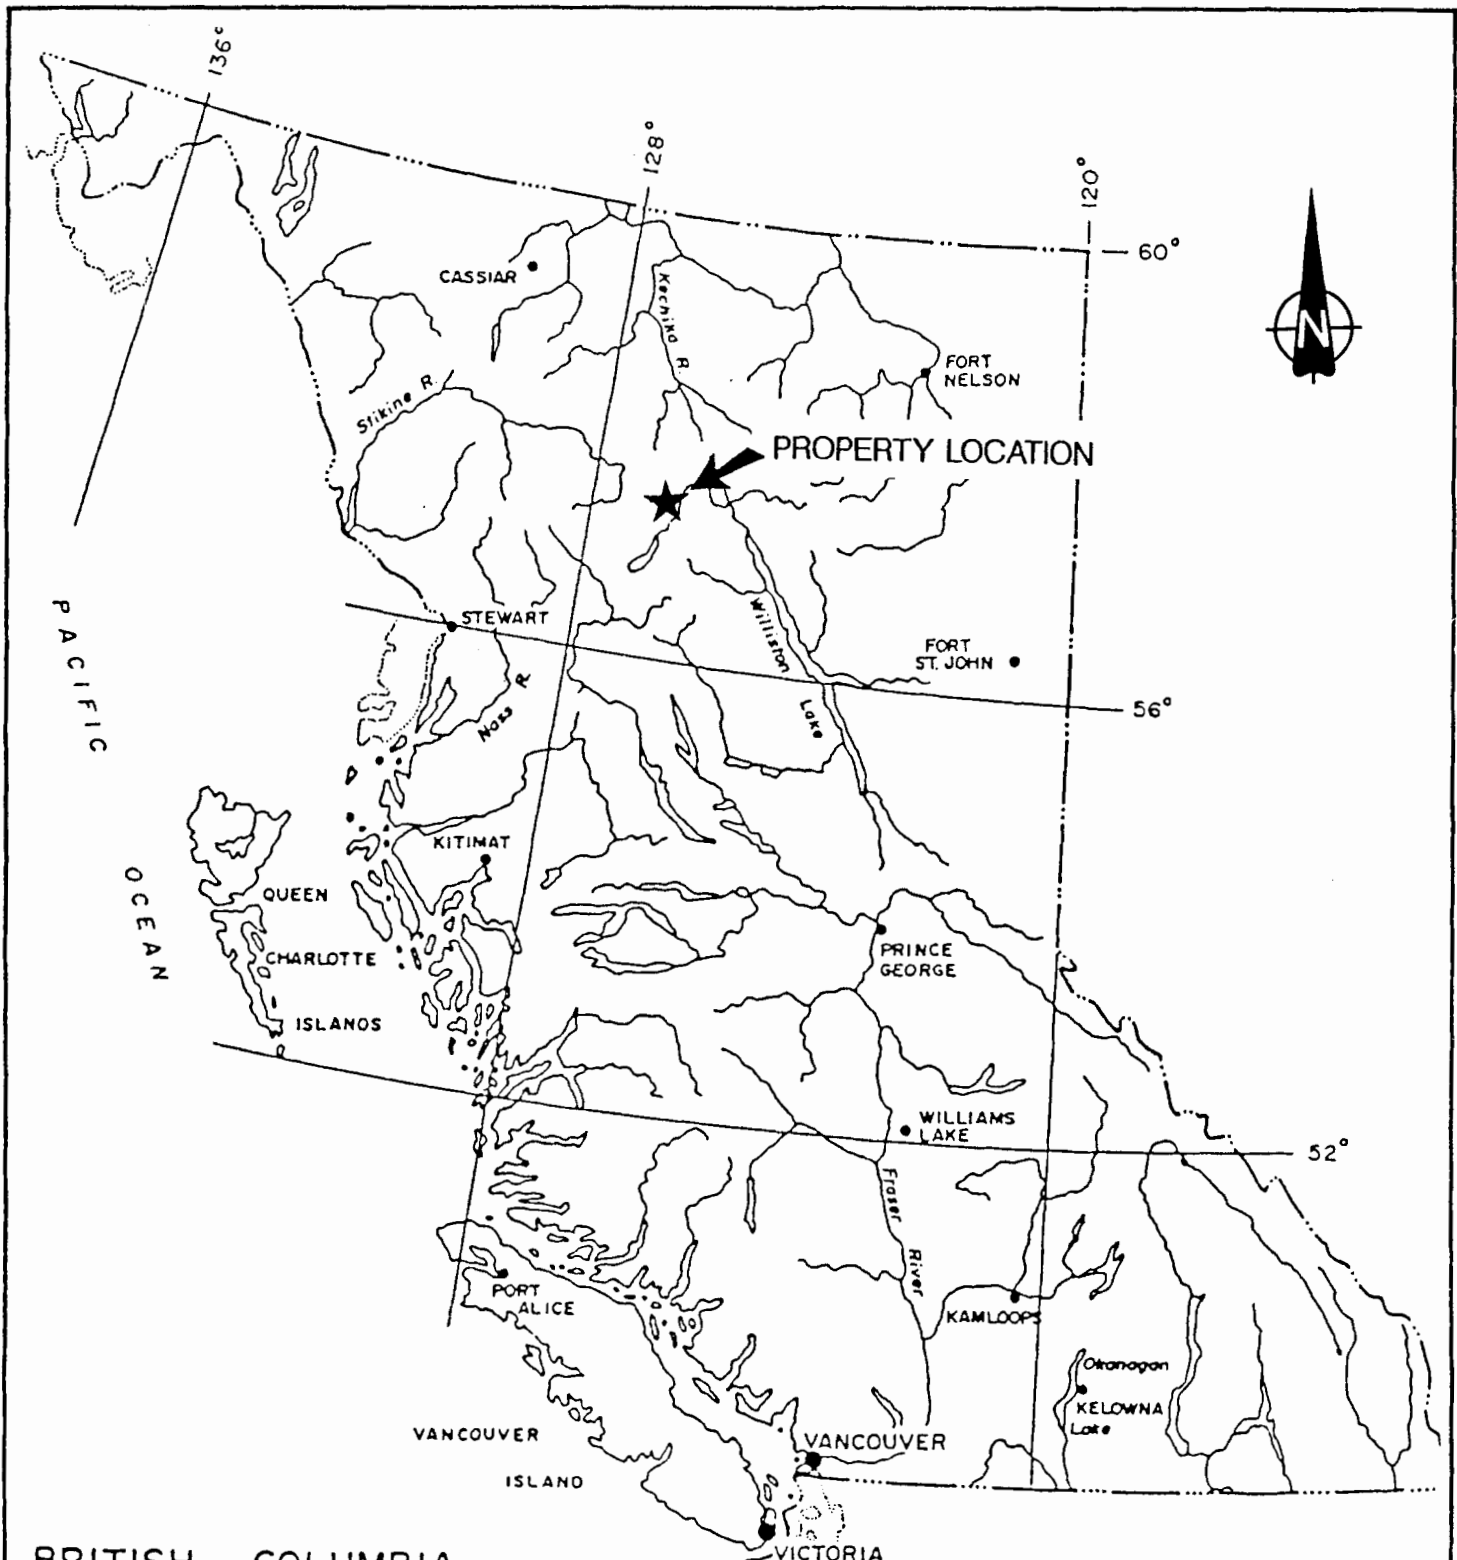 136°
128°
120°
60°
CASSIAR
Kechika R.
N
FORT
NELSON
Stikine R.
PROPERTY LOCATION
PACIFIC
OCEAN
STEWART
Williston
Lake
FORT
ST. JOHN
Nass R
56°
KITIMAT
QUEEN
CHARLOTTE
ISLANDS
PRINCE
GEORGE
WILLIAMS
LAKE
52°
Fraser
River
PORT
ALICE
KAMLOOPS
Okanagan
KELOWNA
Lake
VANCOUVER
ISLAND
VANCOUVER
VICTORIA
BRITISH COLUMBIA